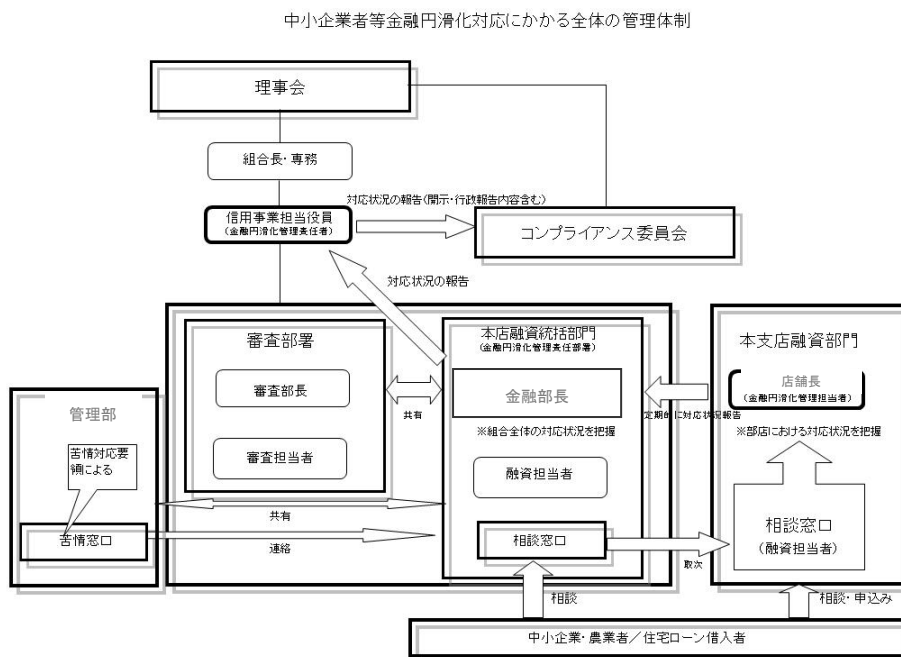 中小企業者等金融円滑化対応にかかる全体の管理体制
理事会
組合長・専務
対応状況の報告(開示・行政報告内容含む)
信用事業担当役員
(金融円滑化管理責任者)
コンプライアンス委員会
対応状況の報告
審査部署
本店融資統括部門
(金融円滑化管理責任部署)
本支店融資部門
審査部長
金融部長
店舗長
(金融円滑化管理担当者)
管理部
共有
定期的に対応状況報告
※組合全体の対応状況を把握
※部店における対応状況を把握
苦情対応要
領による
審査担当者
融資担当者
共有
相談窓口
(融資担当者)
苦情窓口
連絡
相談窓口
取次
相談
相談・申込み
中小企業・農業者/住宅ローン借入者